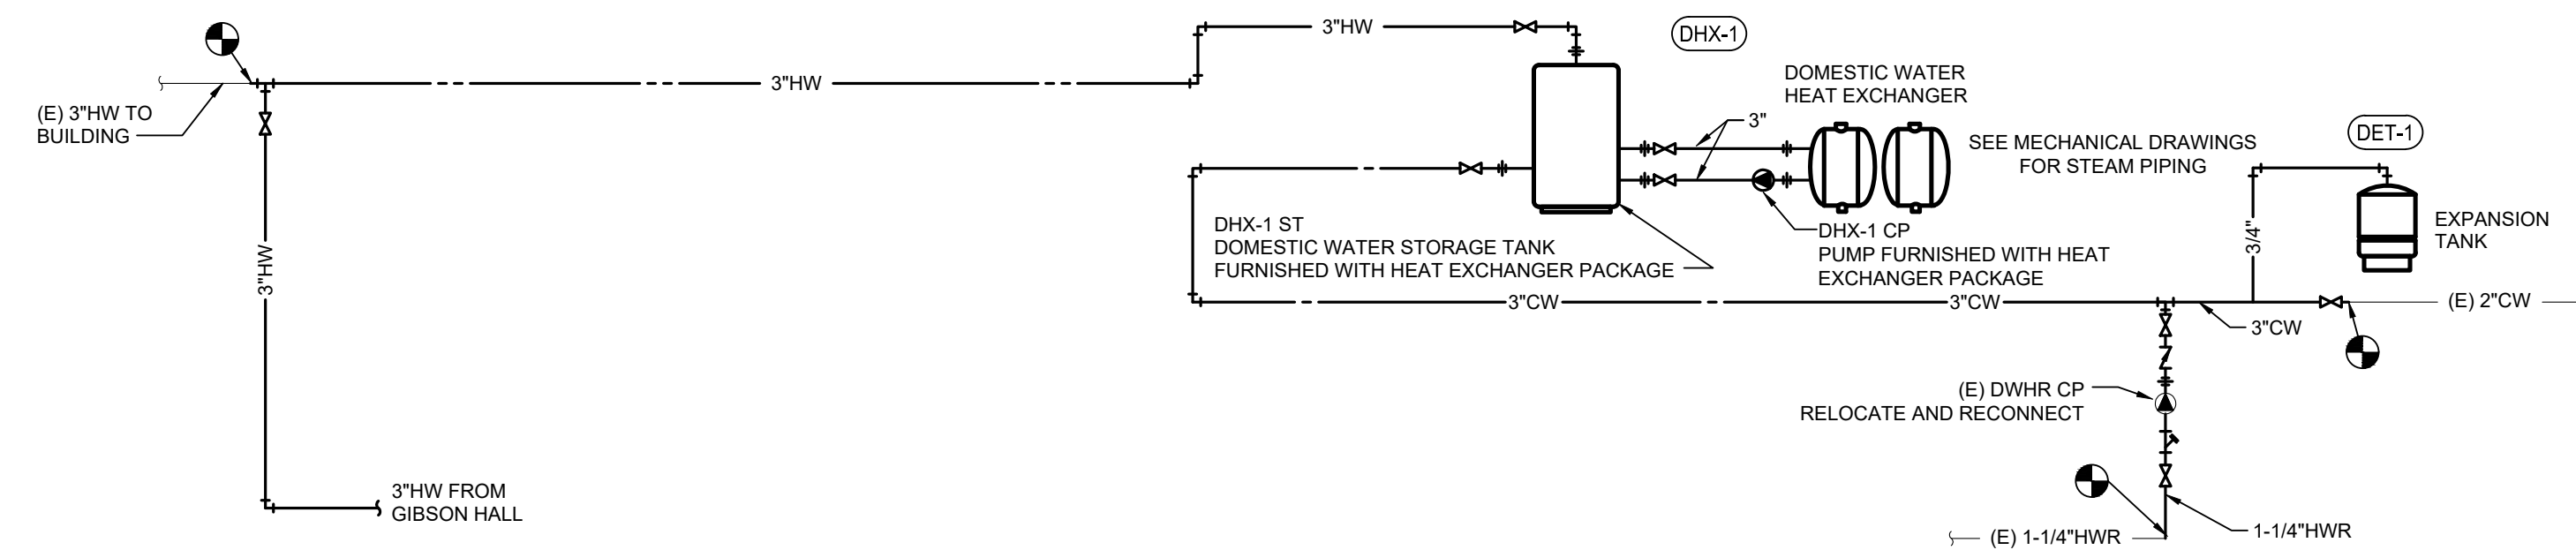 3"HW
DHX-1
DOMESTIC WATER
HEAT EXCHANGER
(E) 3"HW TO
BUILDING
3"HW
3"
SEE MECHANICAL DRAWINGS
FOR STEAM PIPING
DET-1
DHX-1 ST
DOMESTIC WATER STORAGE TANK
FURNISHED WITH HEAT EXCHANGER PACKAGE
DHX-1 CP
PUMP FURNISHED WITH HEAT
EXCHANGER PACKAGE
3/4"
EXPANSION
TANK
3"HW
3"CW
3"CW
(E) 2"CW
3"CW
(E) DWHR CP
RELOCATE AND RECONNECT
3"HW FROM
GIBSON HALL
(E) 1-1/4"HWR
1-1/4"HWR